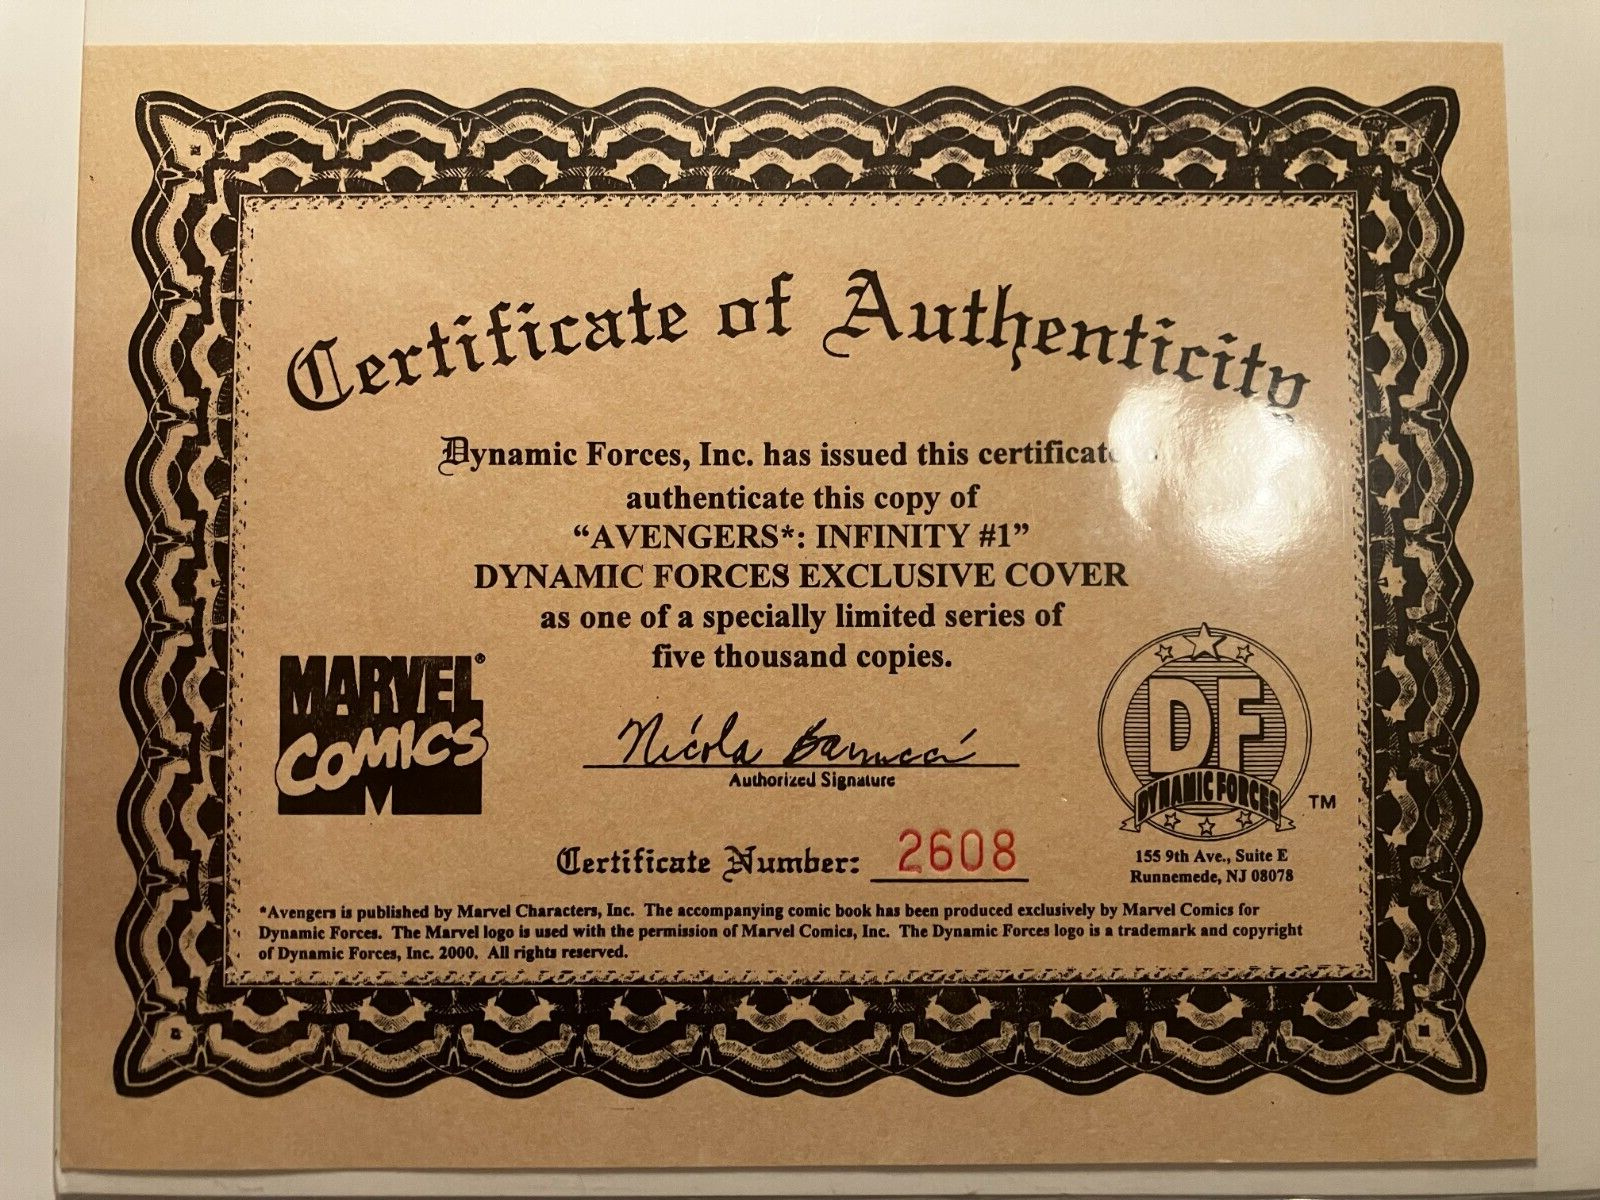 Certificate of Authenticity
Dynamic Forces, Inc. has issued this certificate
authenticate this copy of
“AVENGERS*: INFINITY #1”
DYNAMIC FORCES EXCLUSIVE COVER
as one of a specially limited series of
five thousand copies.
MARVEL®
COMICS
Nicola Barrucci
Authorized Signature
DF
DYNAMIC FORCES
TM
Certificate Number: 2608
155 9th Ave., Suite E
Runnemede, NJ 08078
*Avengers is published by Marvel Characters, Inc. The accompanying comic book has been produced exclusively by Marvel Comics for
Dynamic Forces. The Marvel logo is used with the permission of Marvel Comics, Inc. The Dynamic Forces logo is a trademark and copyright
of Dynamic Forces, Inc. 2000. All rights reserved.